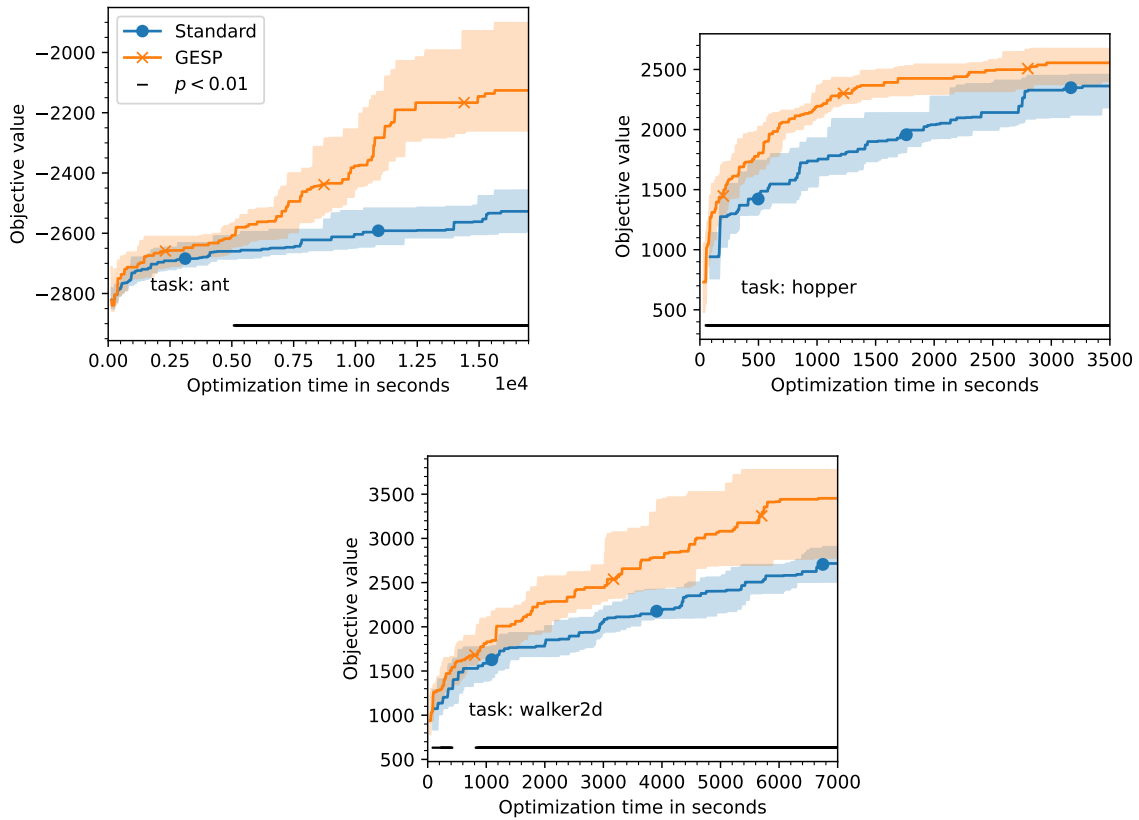 Standard
GESP
p < 0.01
Objective value
−2000
−2200
−2400
−2600
−2800
task: ant
0.00 0.25 0.50 0.75 1.00 1.25 1.50
1e4
Optimization time in seconds
Objective value
2500
2000
1500
1000
500
task: hopper
0 500 1000 1500 2000 2500 3000 3500
Optimization time in seconds
Objective value
3500
3000
2500
2000
1500
1000
500
task: walker2d
0 1000 2000 3000 4000 5000 6000 7000
Optimization time in seconds